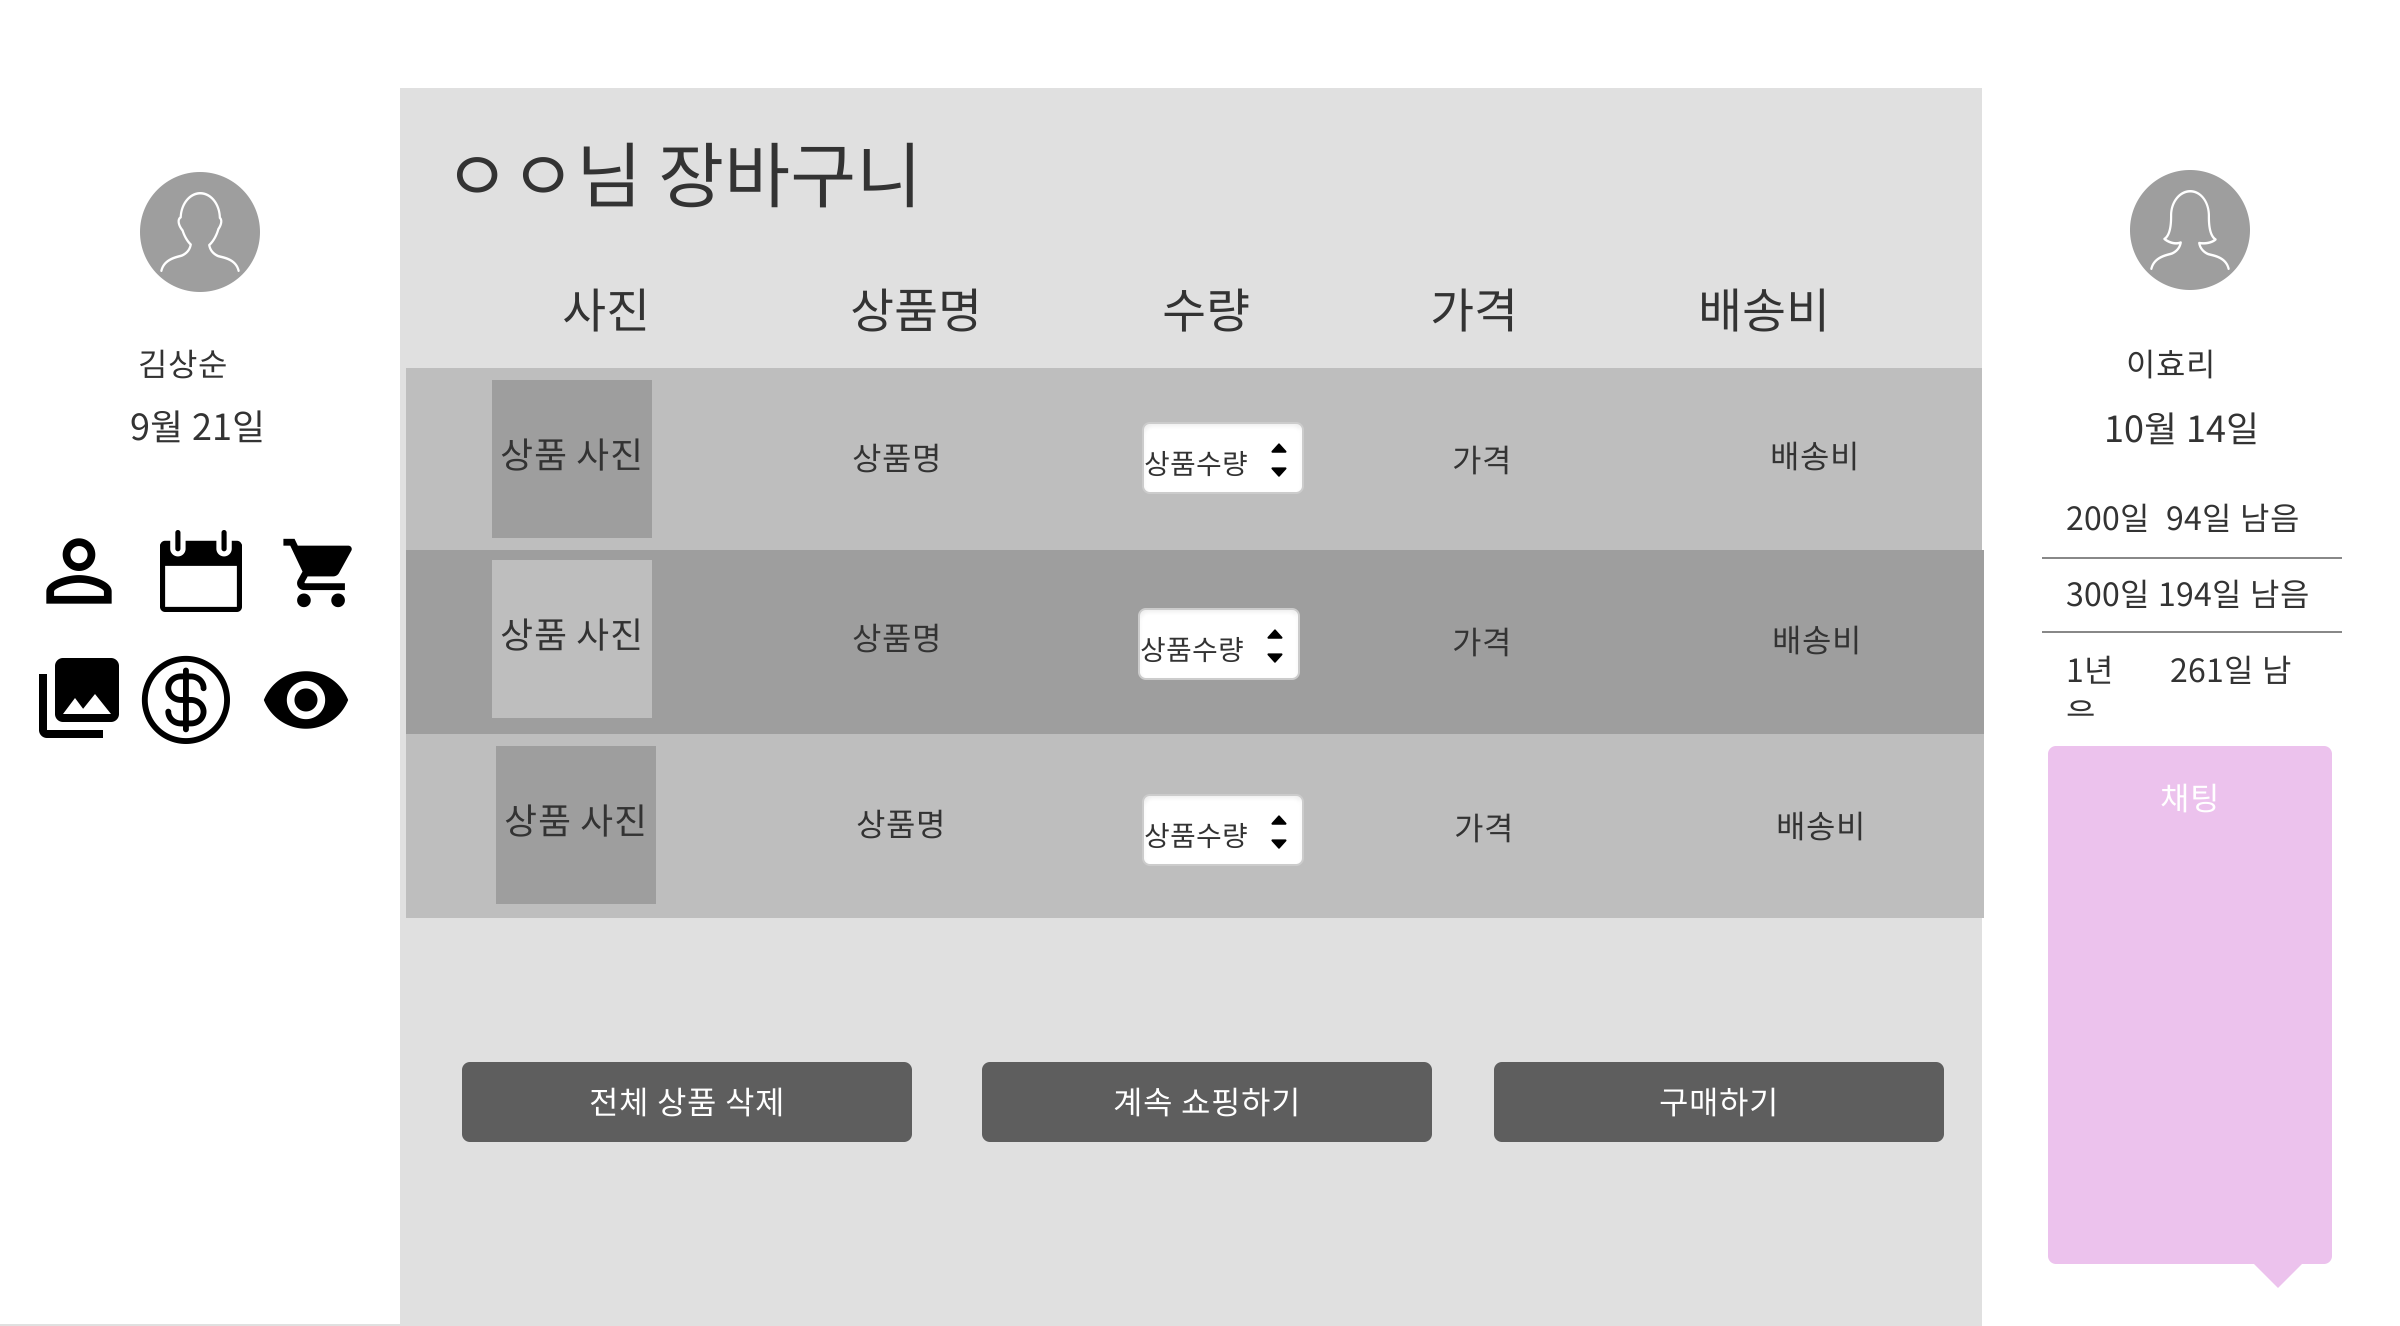 ㅇㅇ님 장바구니
사진 상품명 수량 가격 배송비
상품 사진 상품명 상품수량 가격 배송비
상품 사진 상품명 상품수량 가격 배송비
상품 사진 상품명 상품수량 가격 배송비
전체 상품 삭제 계속 쇼핑하기 구매하기
김상순
9월 21일
이효리
10월 14일
200일 94일 남음
300일 194일 남음
1년 261일 남
으
채팅